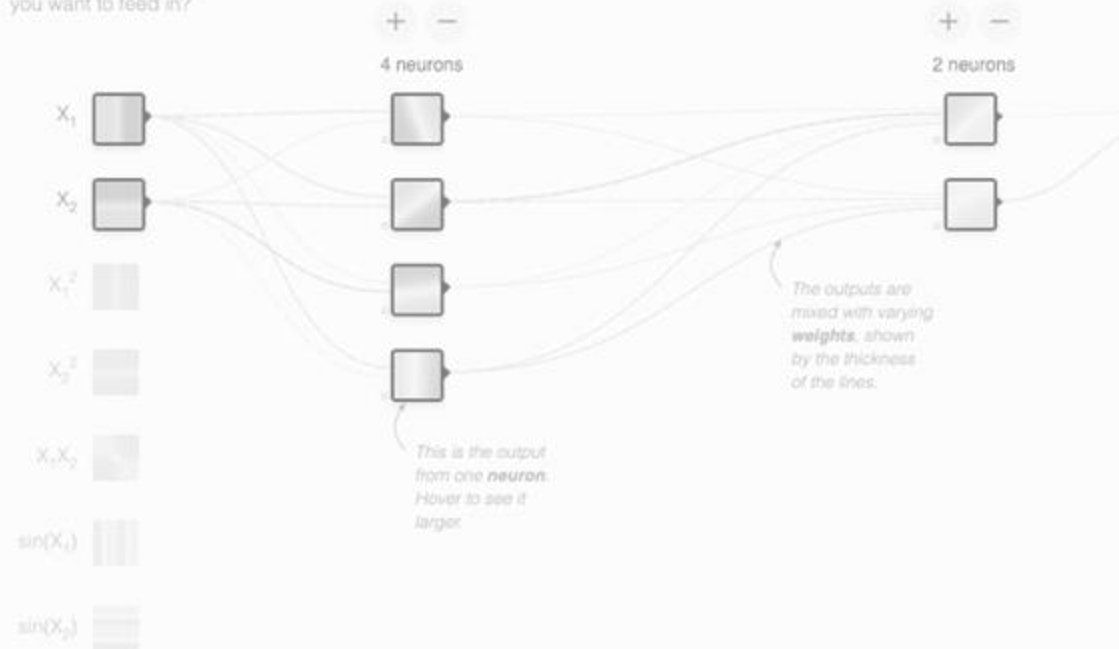 you want to feed in?
+ −
+ −
4 neurons
2 neurons
X₁
X₂
X₁²
X₂²
X₁X₂
sin(X₁)
sin(X₂)
The outputs are
mixed with varying
weights, shown
by the thickness
of the lines.
This is the output
from one neuron.
Hover to see it
larger.